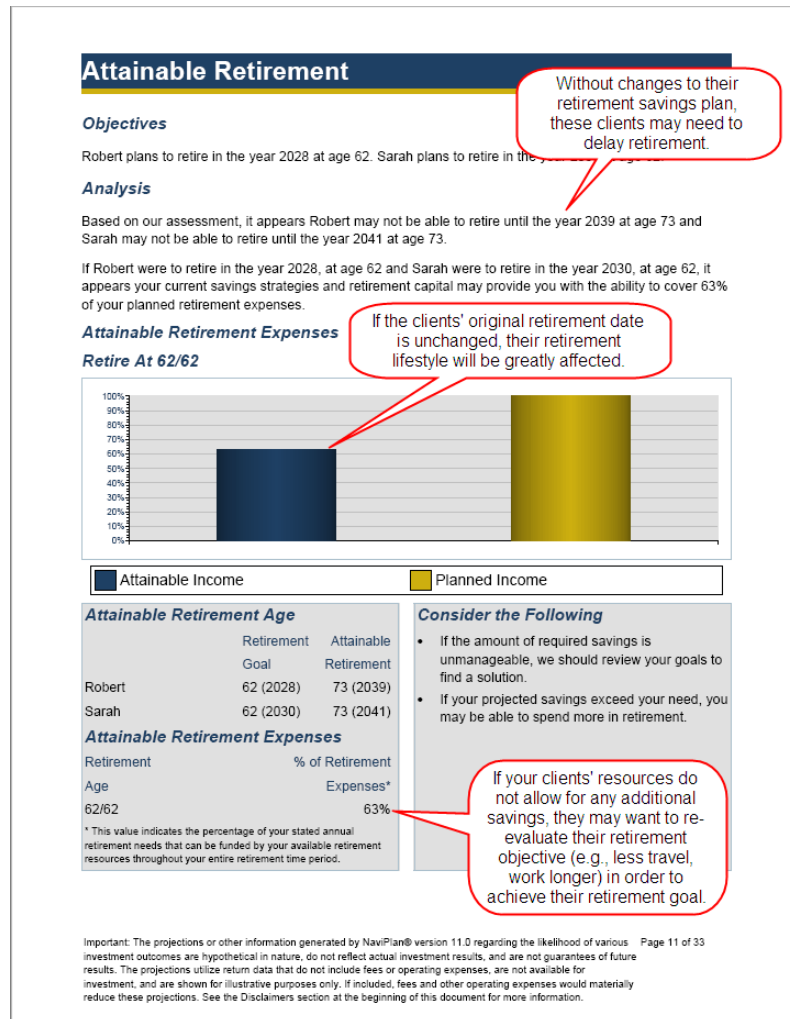 Attainable Retirement
Without changes to their
retirement savings plan,
these clients may need to
delay retirement.
Objectives
Robert plans to retire in the year 2028 at age 62. Sarah plans to retire in the
Analysis
Based on our assessment, it appears Robert may not be able to retire until the year 2039 at age 73 and
Sarah may not be able to retire until the year 2041 at age 73.
If Robert were to retire in the year 2028, at age 62 and Sarah were to retire in the year 2030, at age 62, it
appears your current savings strategies and retirement capital may provide you with the ability to cover 63%
of your planned retirement expenses.
Attainable Retirement Expenses
If the clients' original retirement date
is unchanged, their retirement
lifestyle will be greatly affected.
Retire At 62/62
100%
90%
80%
70%
60%
50%
40%
30%
20%
10%
0%
Attainable Income
Planned Income
Attainable Retirement Age
Retirement Attainable
Goal Retirement
Robert 62 (2028) 73 (2039)
Sarah 62 (2030) 73 (2041)
Attainable Retirement Expenses
Retirement % of Retirement
Age Expenses*
62/62 63%
* This value indicates the percentage of your stated annual
retirement needs that can be funded by your available retirement
resources throughout your entire retirement time period.
Consider the Following
• If the amount of required savings is
unmanageable, we should review your goals to
find a solution.
• If your projected savings exceed your need, you
may be able to spend more in retirement.
If your clients' resources do
not allow for any additional
savings, they may want to re-
evaluate their retirement
objective (e.g., less travel,
work longer) in order to
achieve their retirement goal.
Important: The projections or other information generated by NaviPlan® version 11.0 regarding the likelihood of various
investment outcomes are hypothetical in nature, do not reflect actual investment results, and are not guarantees of future
results. The projections utilize return data that do not include fees or operating expenses, are not available for
investment, and are shown for illustrative purposes only. If included, fees and other operating expenses would materially
reduce these projections. See the Disclaimers section at the beginning of this document for more information.
Page 11 of 33